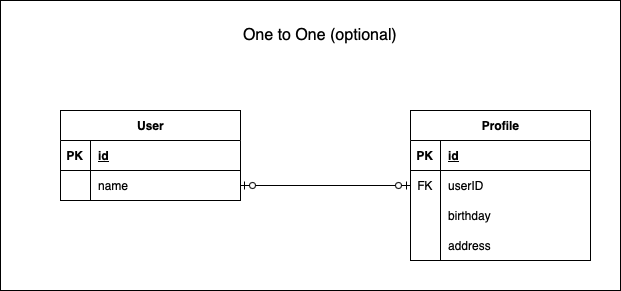 One to One (optional)
User
PK id
name
Profile
PK id
FK userID
birthday
address